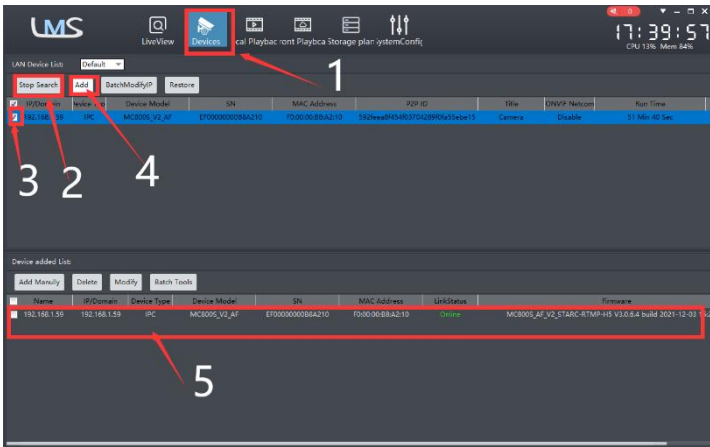 LMS
0
17:39:57
CPU 13% Mem 84%
LiveView Devices cal Playbac ront Playbca Storage plan ystemConfig
1
LAN Device List: Default
Stop Search Add BatchModifyIP Restore
IP/Domain Device Model SN MAC Address P2P ID Title ONVIF Netcom Run Time
IPC MC800S_V2_AF EF00000000B8A210 F0:00:00:B8:A2:10 Camera Disable 51 Min 40 Sec
3 2 4
Device added List:
Add Manully Delete Modify Batch Tools
Name IP/Domain Device Type Device Model SN MAC Address LinkStatus Firmware
192.168.1.59 192.168.1.59 IPC MC800S_V2_AF EF00000000B8A210 F0:00:00:B8:A2:10 Online MC800S_AF_V2_STARC-RTMP-H5 V3.0.6.4 build 2021-12-03
5